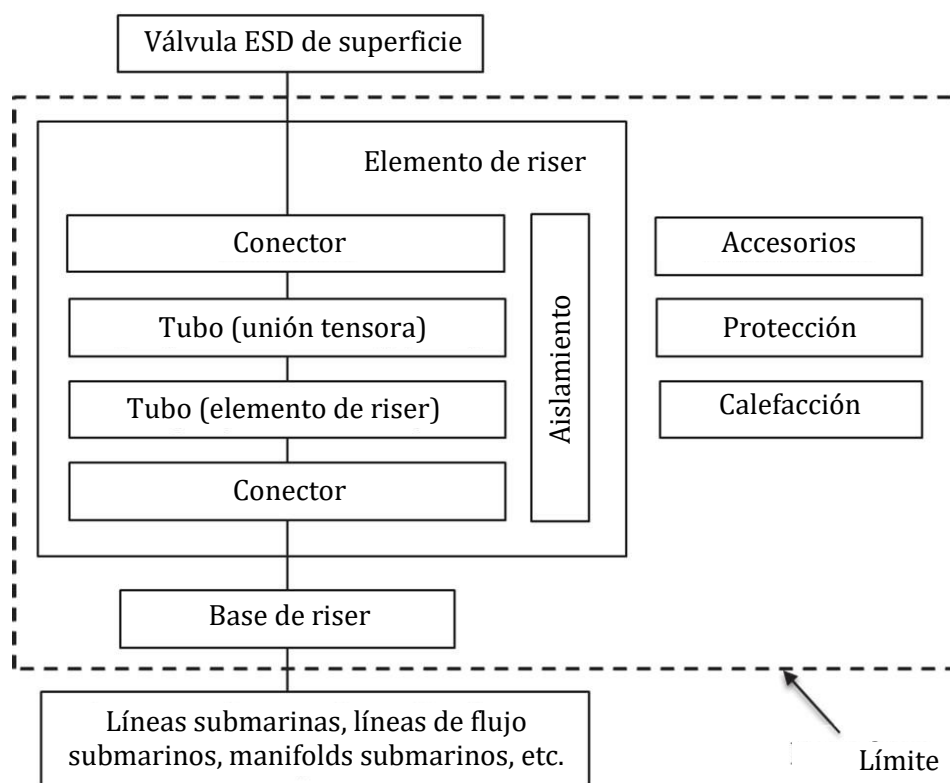 Válvula ESD de superficie
Elemento de riser
Conector
Accesorios
Tubo (unión tensora)
Aislamiento
Protección
Tubo (elemento de riser)
Calefacción
Conector
Base de riser
Líneas submarinas, líneas de flujo
submarinos, manifolds submarinos, etc.
Límite